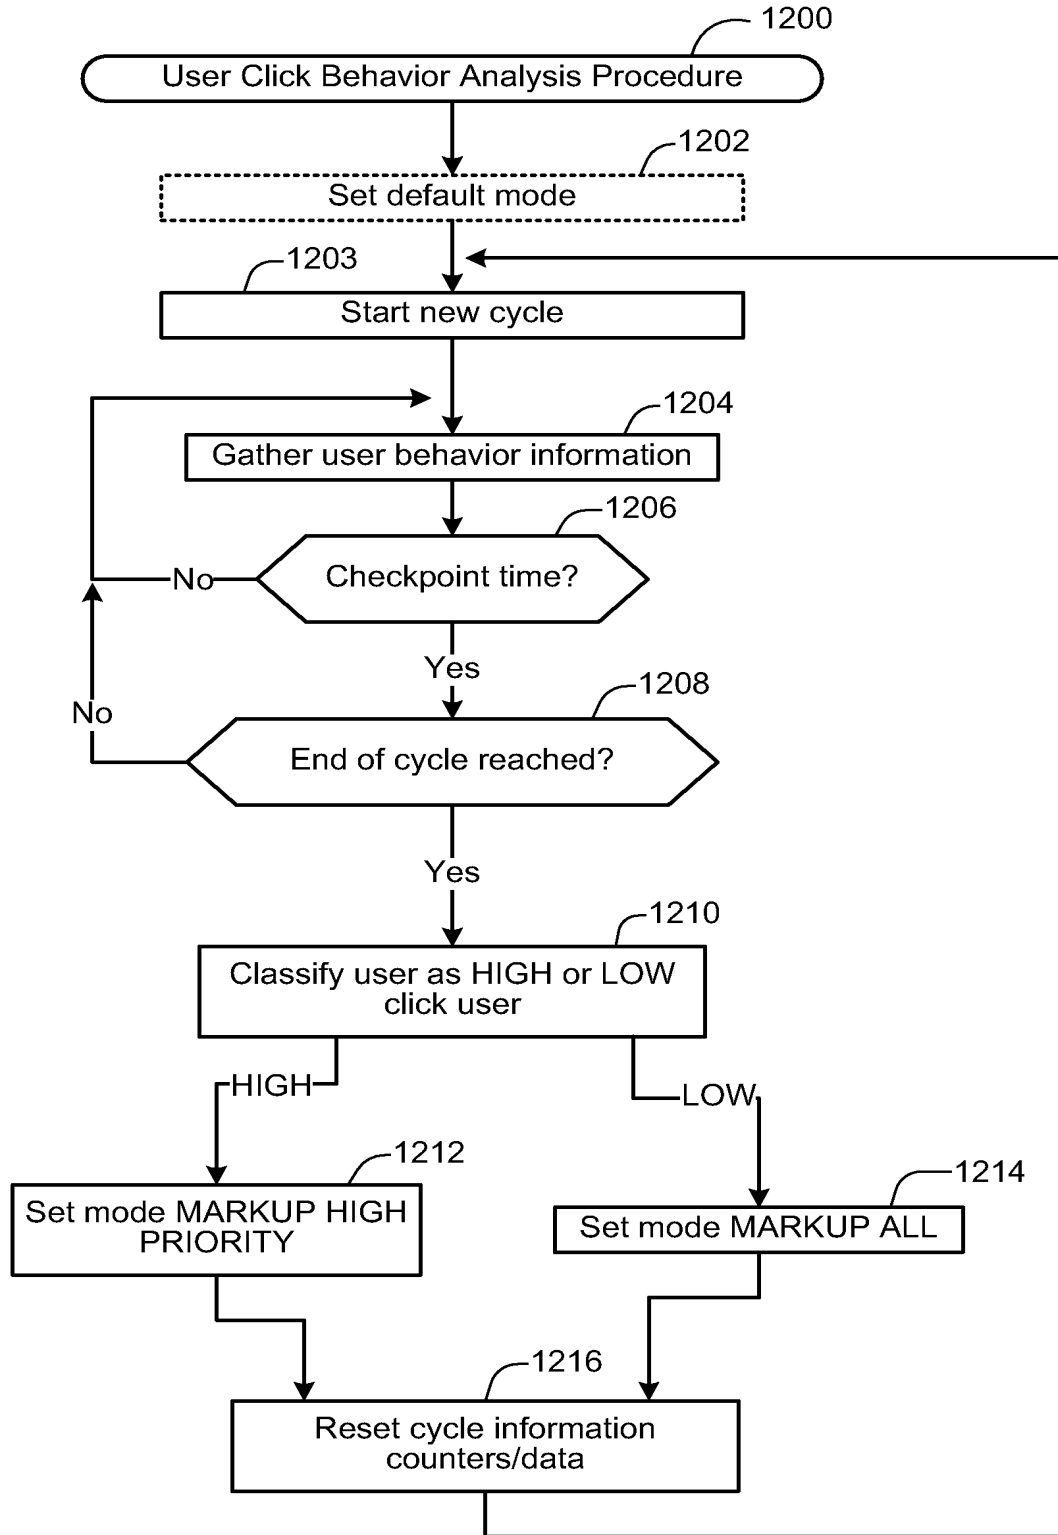 1200
User Click Behavior Analysis Procedure
1202
Set default mode
1203
Start new cycle
1204
Gather user behavior information
1206
Checkpoint time?
No
Yes
1208
No
End of cycle reached?
Yes
1210
Classify user as HIGH or LOW
click user
HIGH
LOW
1212
Set mode MARKUP HIGH
PRIORITY
1214
Set mode MARKUP ALL
1216
Reset cycle information
counters/data